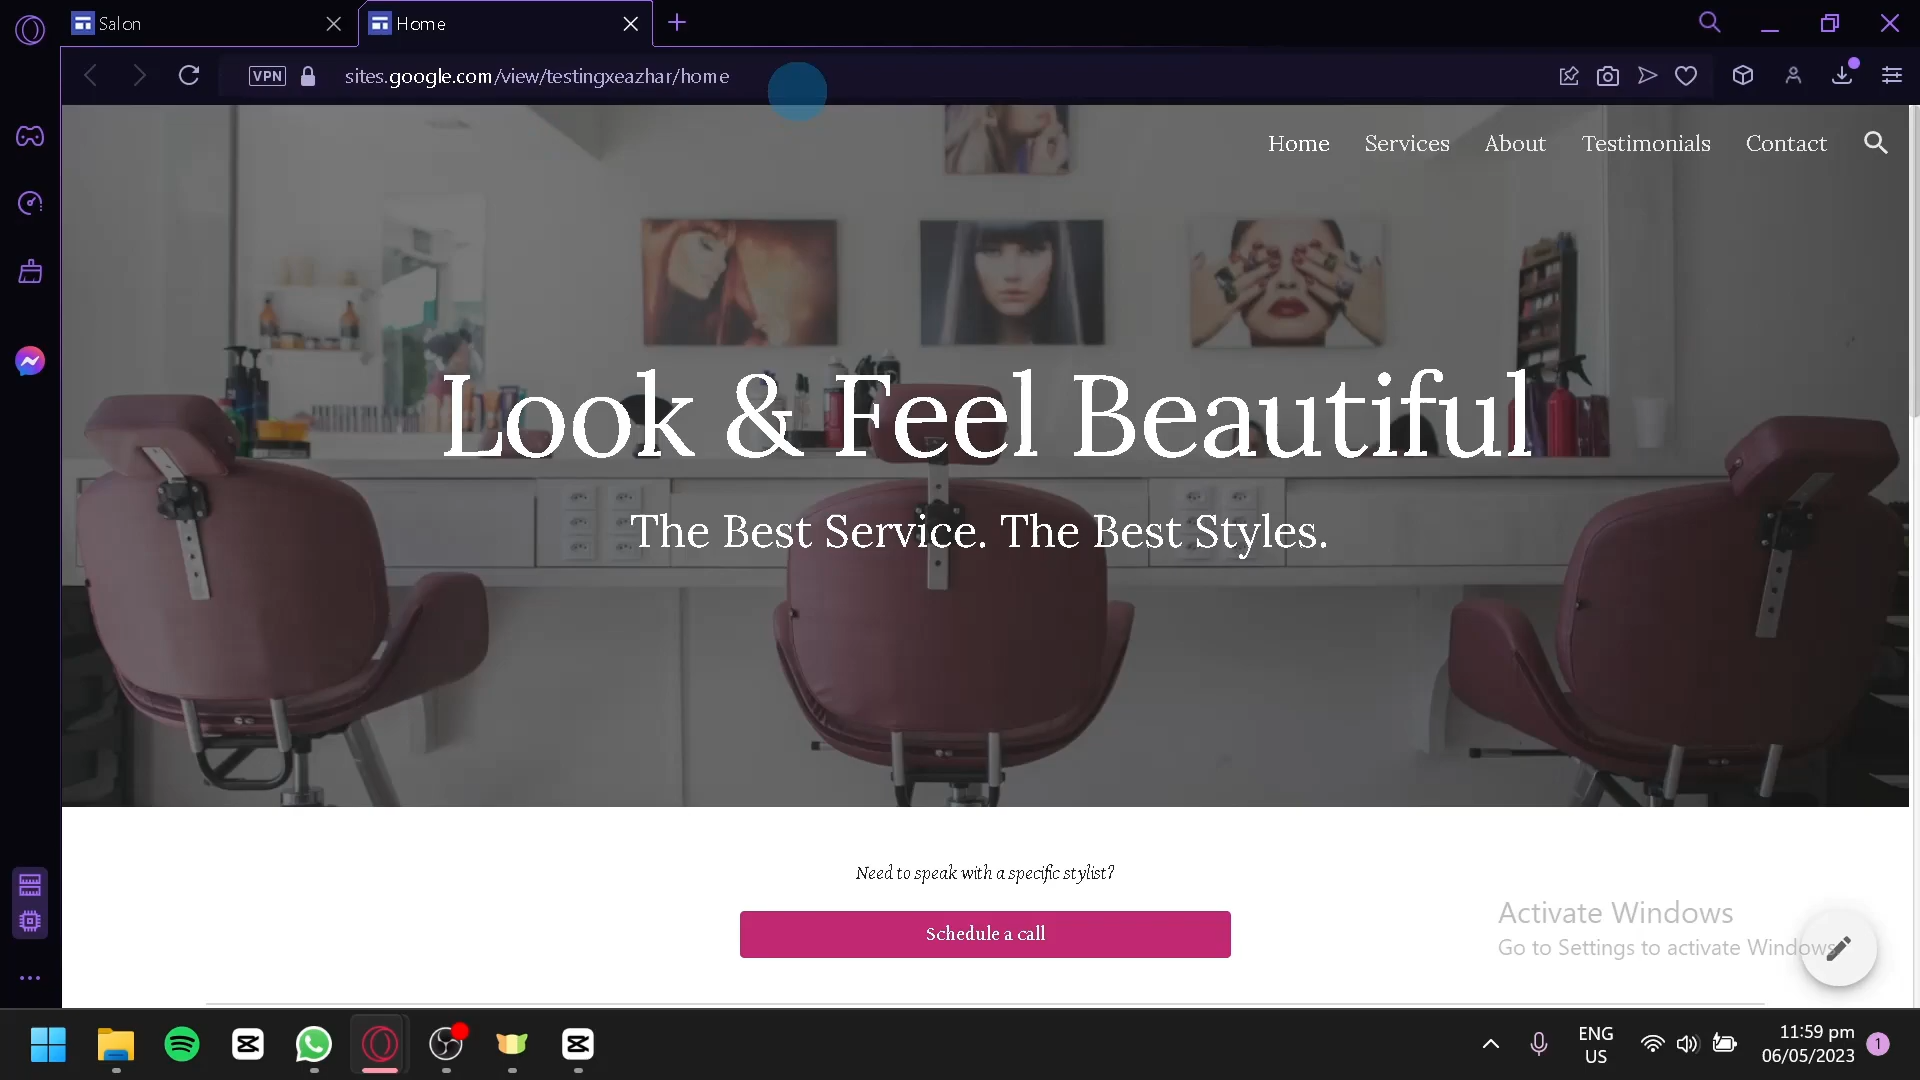 Salon
Home
VPN
sites.google.com/view/testingxeazhar/home
Home
Services
About
Testimonials
Contact
Look & Feel Beautiful
The Best Service. The Best Styles.
Need to speak with a specific stylist?
Schedule a call
Activate Windows
Go to Settings to activate Windows
ENG
US
11:59 pm
06/05/2023
1